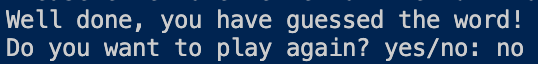 Well done, you have guessed the word!
Do you want to play again? yes/no: no